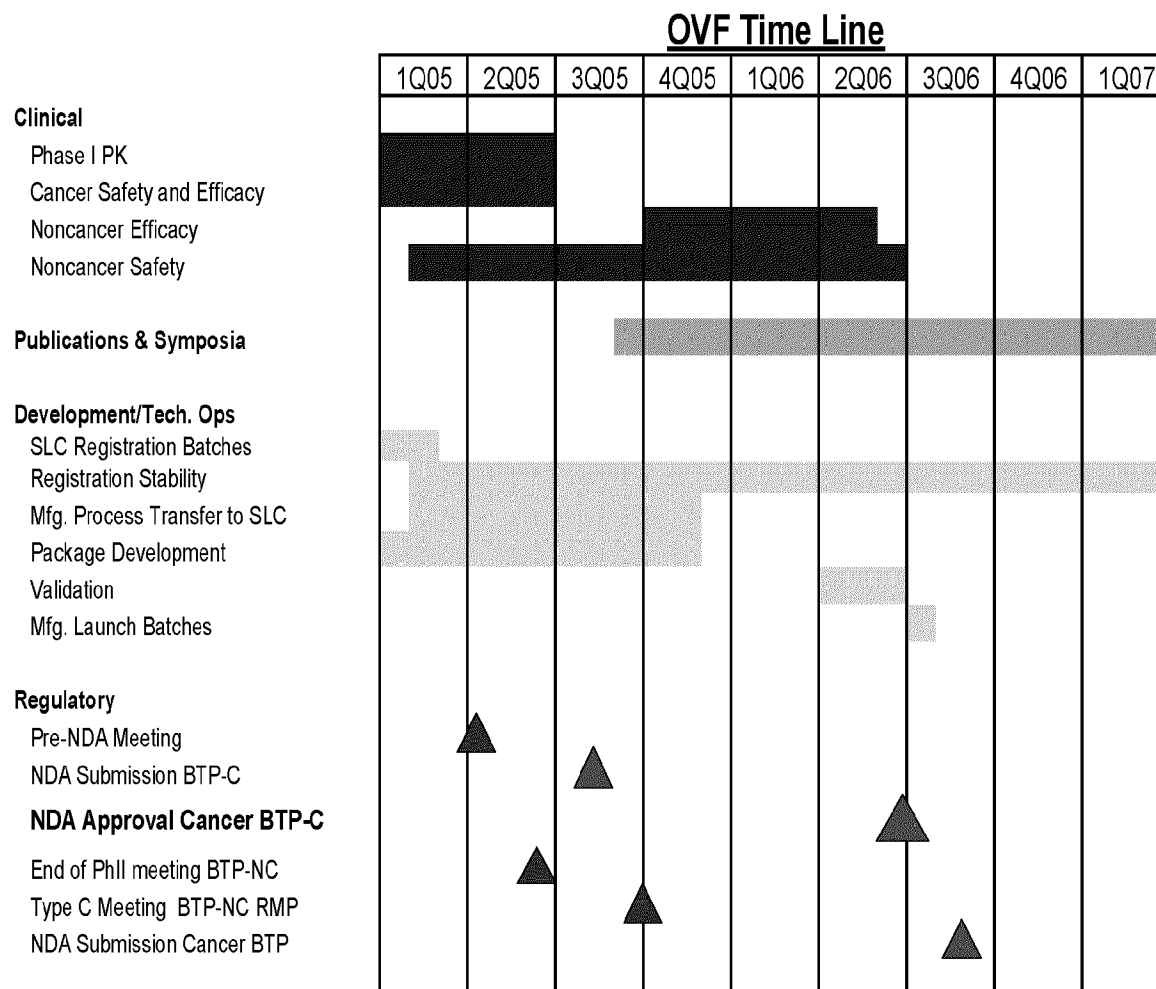 OVF Time Line
1Q05 2Q05 3Q05 4Q05 1Q06 2Q06 3Q06 4Q06 1Q07
Clinical
Phase I PK
Cancer Safety and Efficacy
Noncancer Efficacy
Noncancer Safety
Publications & Symposia
Development/Tech. Ops
SLC Registration Batches
Registration Stability
Mfg. Process Transfer to SLC
Package Development
Validation
Mfg. Launch Batches
Regulatory
Pre-NDA Meeting
NDA Submission BTP-C
NDA Approval Cancer BTP-C
End of PhII meeting BTP-NC
Type C Meeting BTP-NC RMP
NDA Submission Cancer BTP